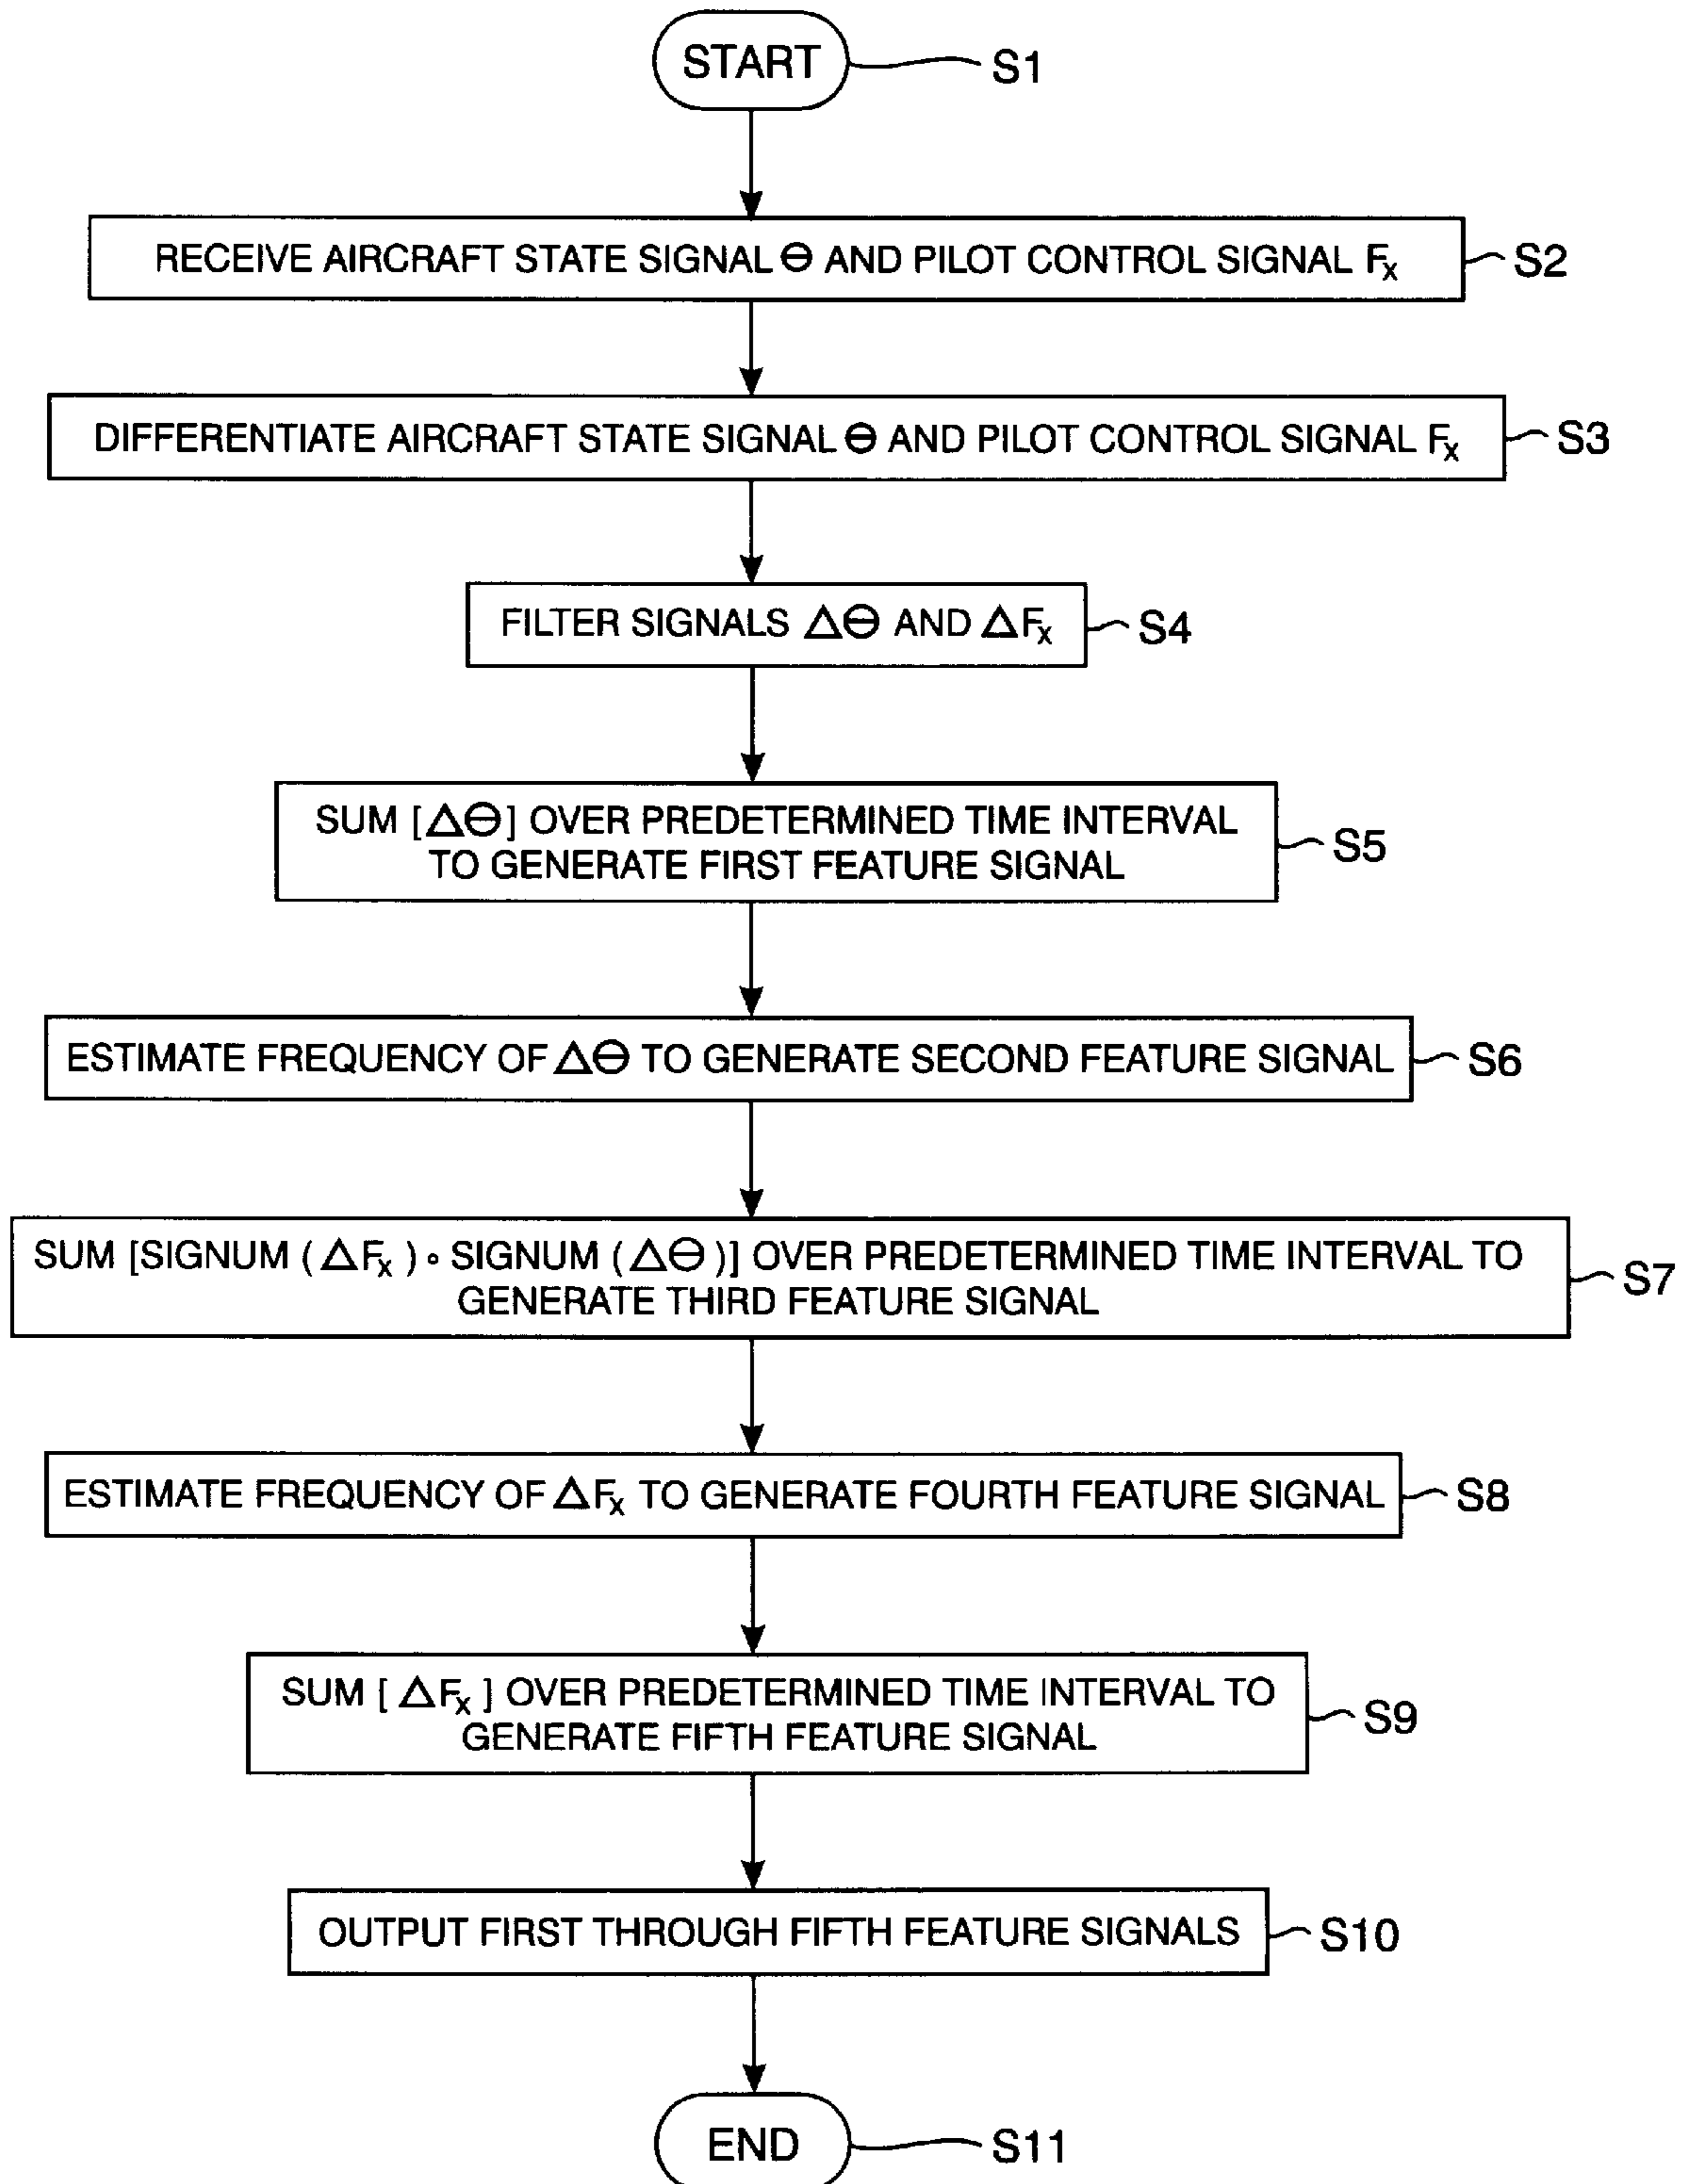 START S1
RECEIVE AIRCRAFT STATE SIGNAL Θ AND PILOT CONTROL SIGNAL Fx S2
DIFFERENTIATE AIRCRAFT STATE SIGNAL Θ AND PILOT CONTROL SIGNAL Fx S3
FILTER SIGNALS ΔΘ AND ΔFx S4
SUM [ΔΘ] OVER PREDETERMINED TIME INTERVAL
TO GENERATE FIRST FEATURE SIGNAL S5
ESTIMATE FREQUENCY OF ΔΘ TO GENERATE SECOND FEATURE SIGNAL S6
SUM [SIGNUM (ΔFx) ∘ SIGNUM (ΔΘ)] OVER PREDETERMINED TIME INTERVAL TO
GENERATE THIRD FEATURE SIGNAL S7
ESTIMATE FREQUENCY OF ΔFx TO GENERATE FOURTH FEATURE SIGNAL S8
SUM [ΔFx] OVER PREDETERMINED TIME INTERVAL TO
GENERATE FIFTH FEATURE SIGNAL S9
OUTPUT FIRST THROUGH FIFTH FEATURE SIGNALS S10
END S11